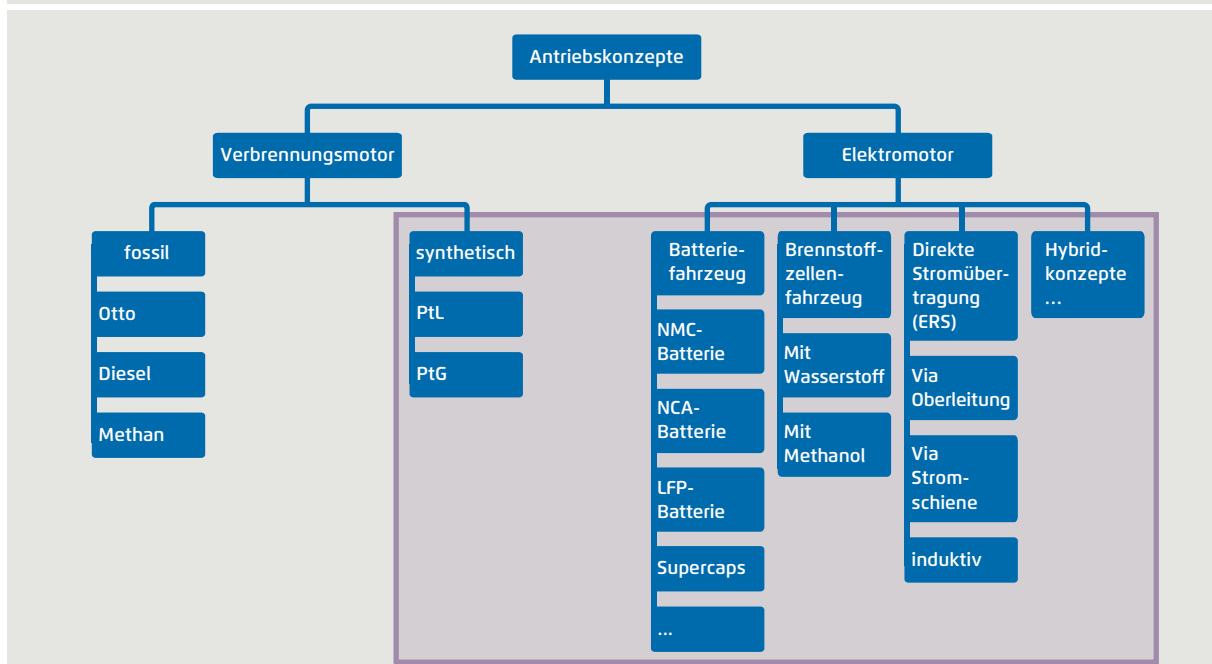 Antriebskonzepte
Verbrennungsmotor
Elektromotor
fossil
Otto
Diesel
Methan
synthetisch
PtL
PtG
Batterie-
fahrzeug
NMC-
Batterie
NCA-
Batterie
LFP-
Batterie
Supercaps
...
Brennstoff-
zellen-
fahrzeug
Mit
Wasserstoff
Mit
Methanol
Direkte
Stromüber-
tragung
(ERS)
Via
Oberleitung
Via
Strom-
schiene
induktiv
Hybrid-
konzepte
...